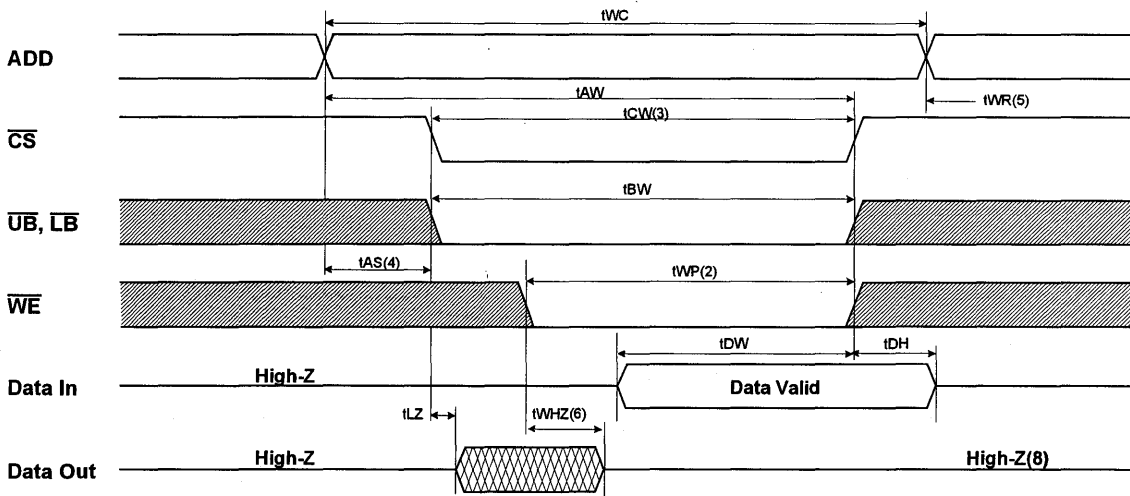 tWC
ADD
tAW
tWR(5)
tCW(3)
CS
tBW
UB, LB
tAS(4)
tWP(2)
WE
tDW
tDH
Data In
High-Z
Data Valid
tLZ
tWHZ(6)
Data Out
High-Z
High-Z(8)